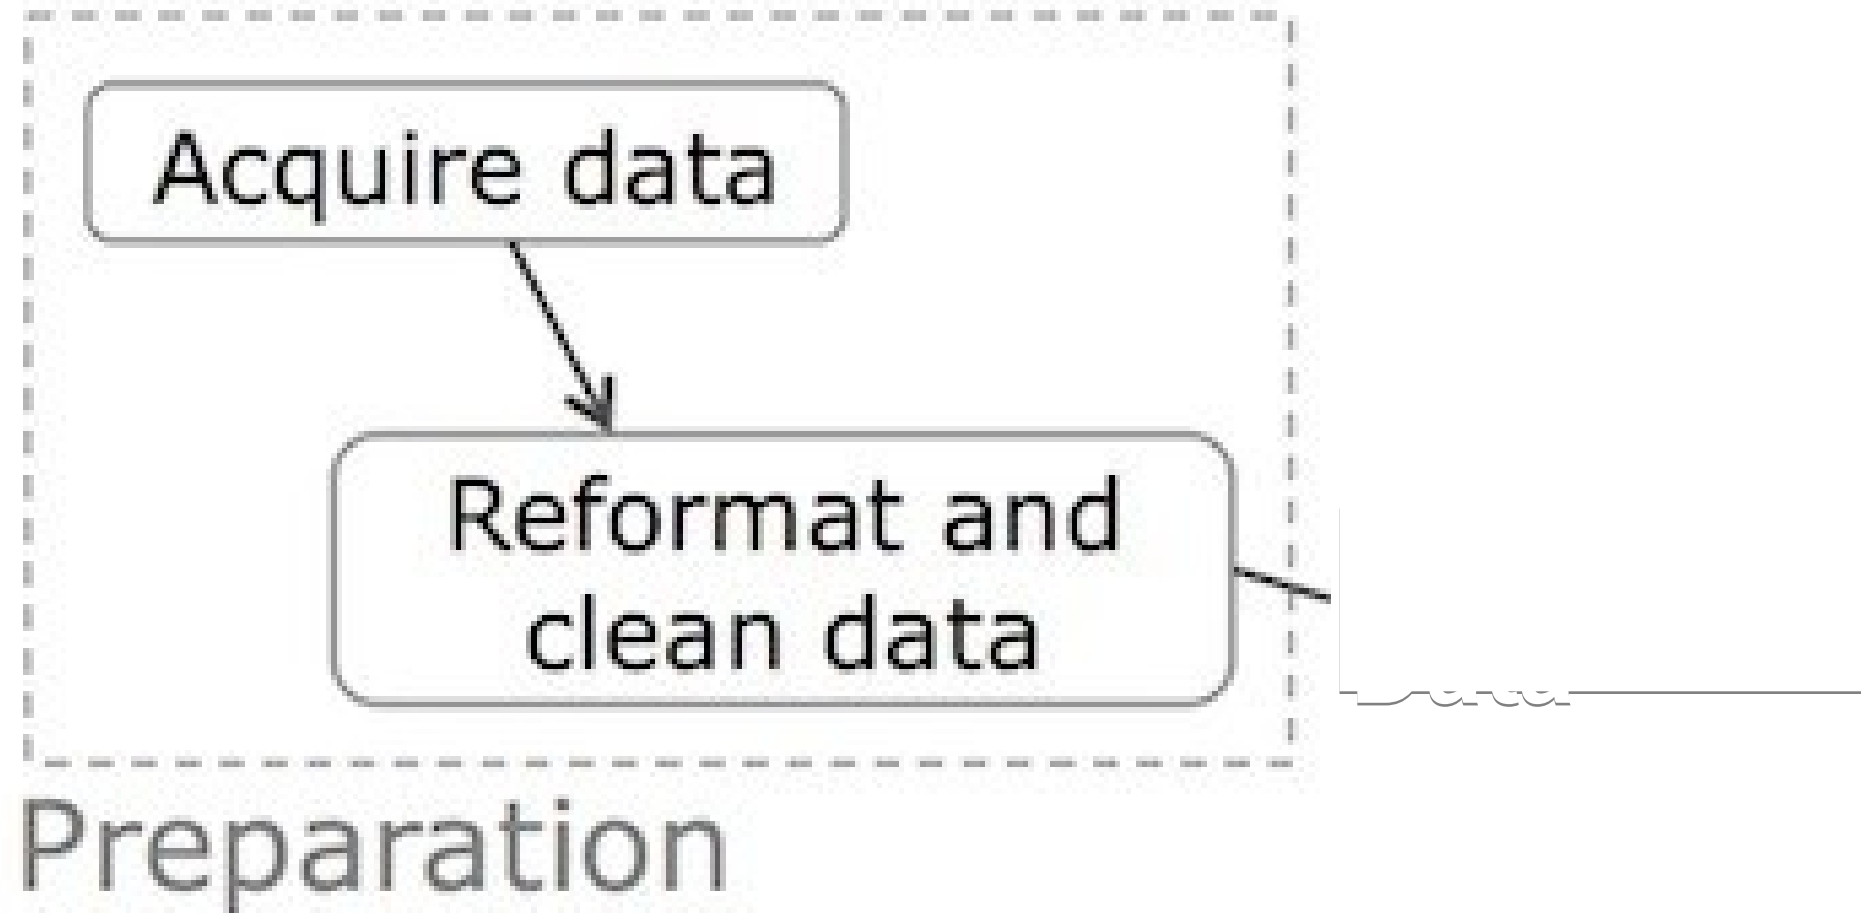 Acquire data
Reformat and
clean data
Preparation